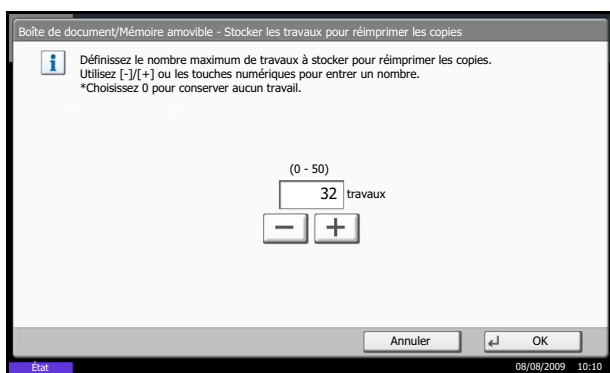 Boîte de document/Mémoire amovible - Stocker les travaux pour réimprimer les copies
Définissez le nombre maximum de travaux à stocker pour réimprimer les copies.
Utilisez [-]/[+] ou les touches numériques pour entrer un nombre.
*Choisissez 0 pour conserver aucun travail.
(0 - 50)
32 travaux
Annuler OK
État 08/08/2009 10:10